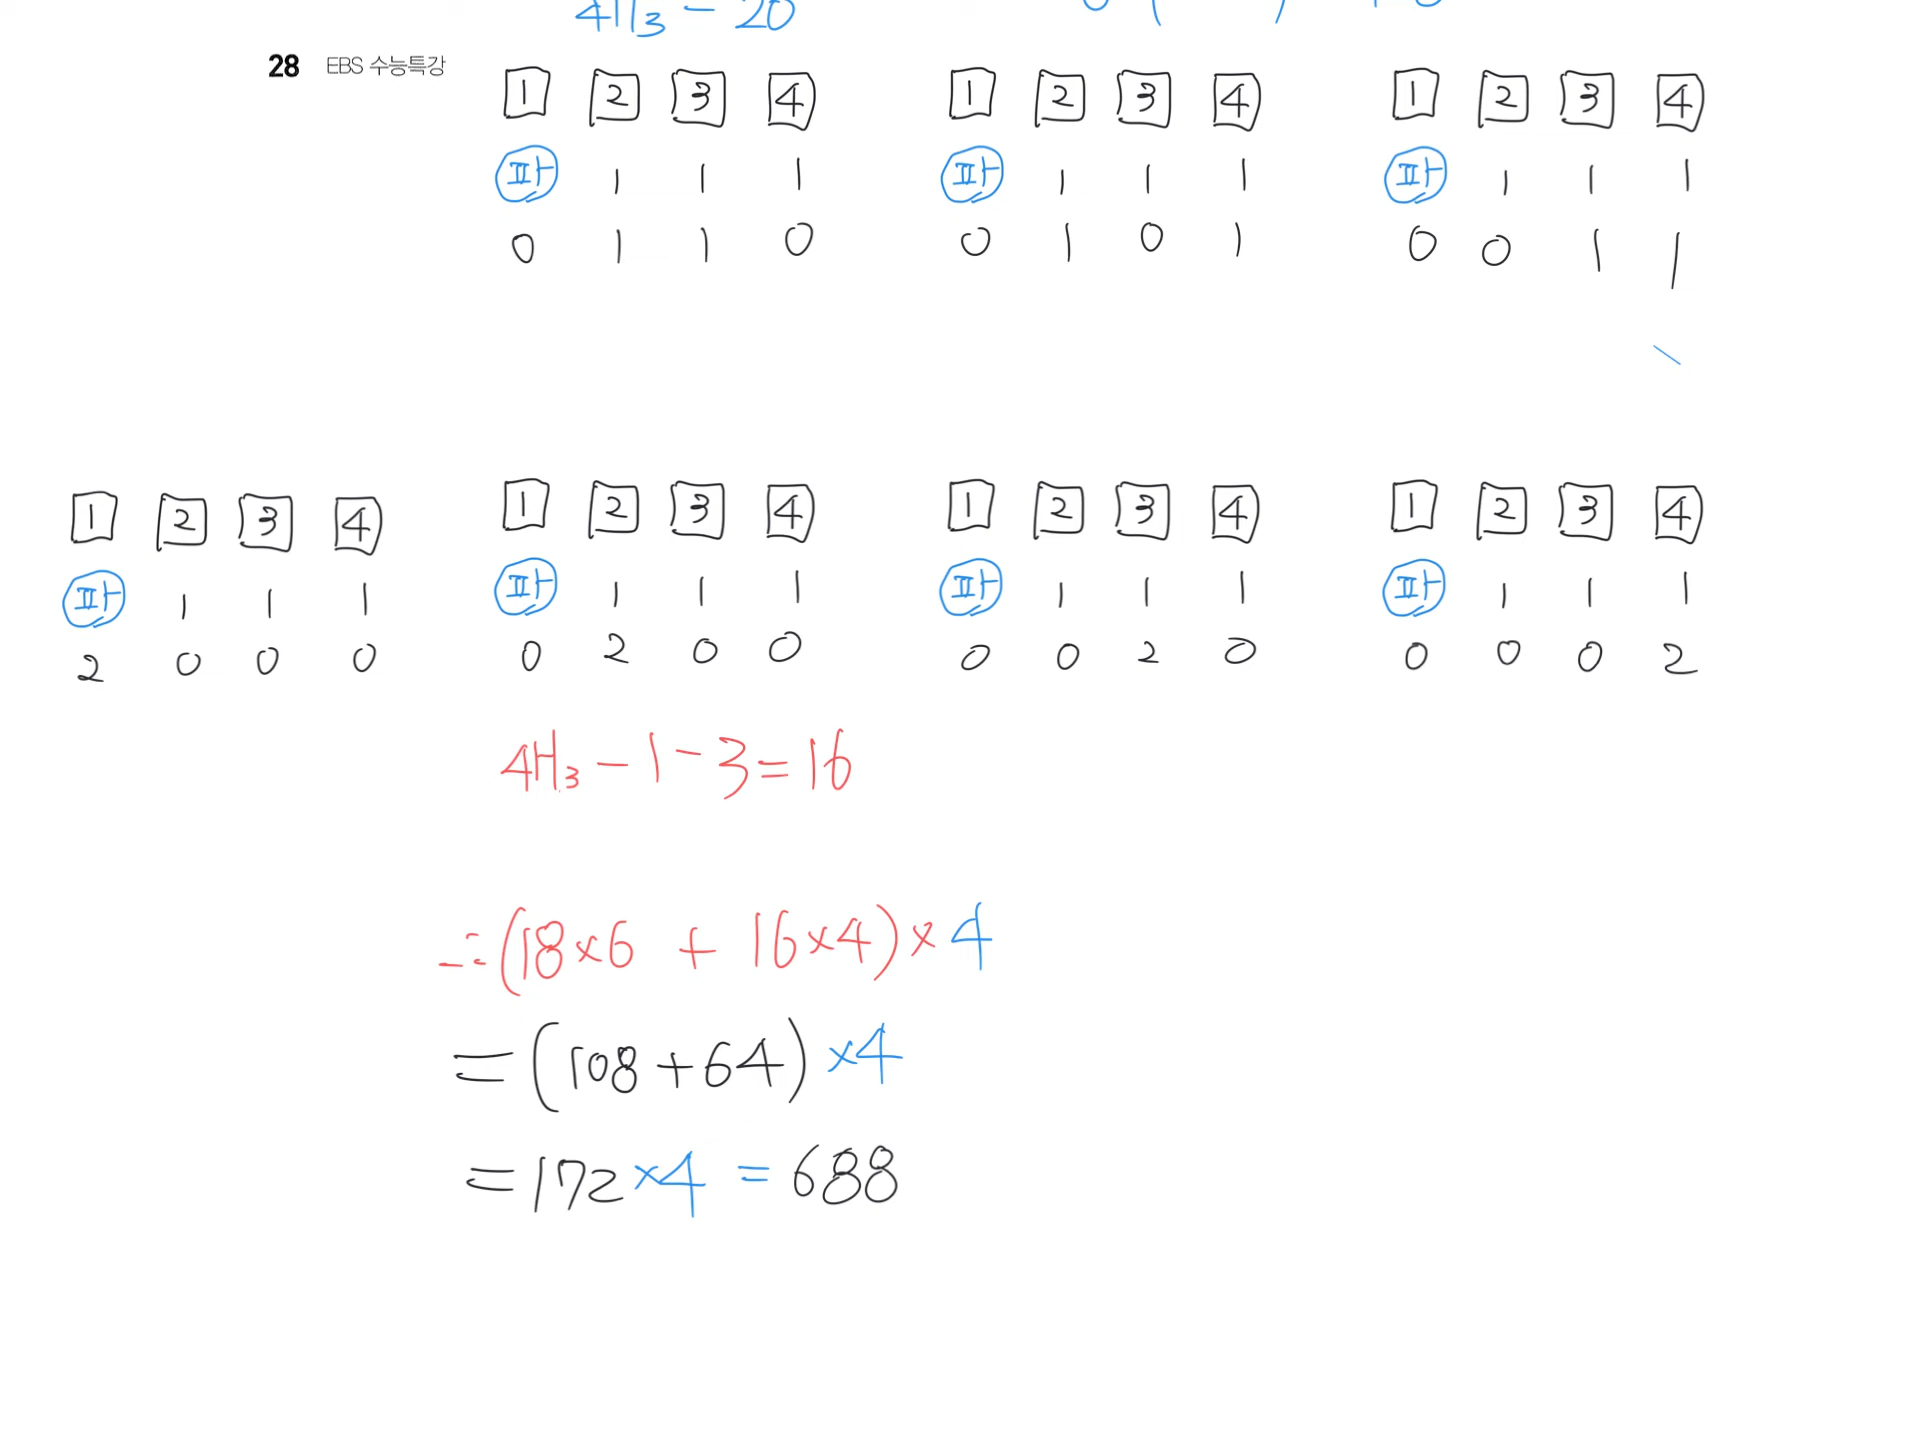 4H3 - 20
28 EBS 수능특강
1 2 3 4 1 2 3 4 1 2 3 4
파 1 1 1 파 1 1 1 파 1 1 1
0 1 1 0 0 1 0 1 0 0 1 1
1 2 3 4 1 2 3 4 1 2 3 4 1 2 3 4
파 1 1 1 파 1 1 1 파 1 1 1 파 1 1 1
2 0 0 0 0 2 0 0 0 0 2 0 0 0 0 2
4H3 - 1 - 3 = 16
∴ (18×6 + 16×4)×4
= (108+64)×4
= 172×4 = 688